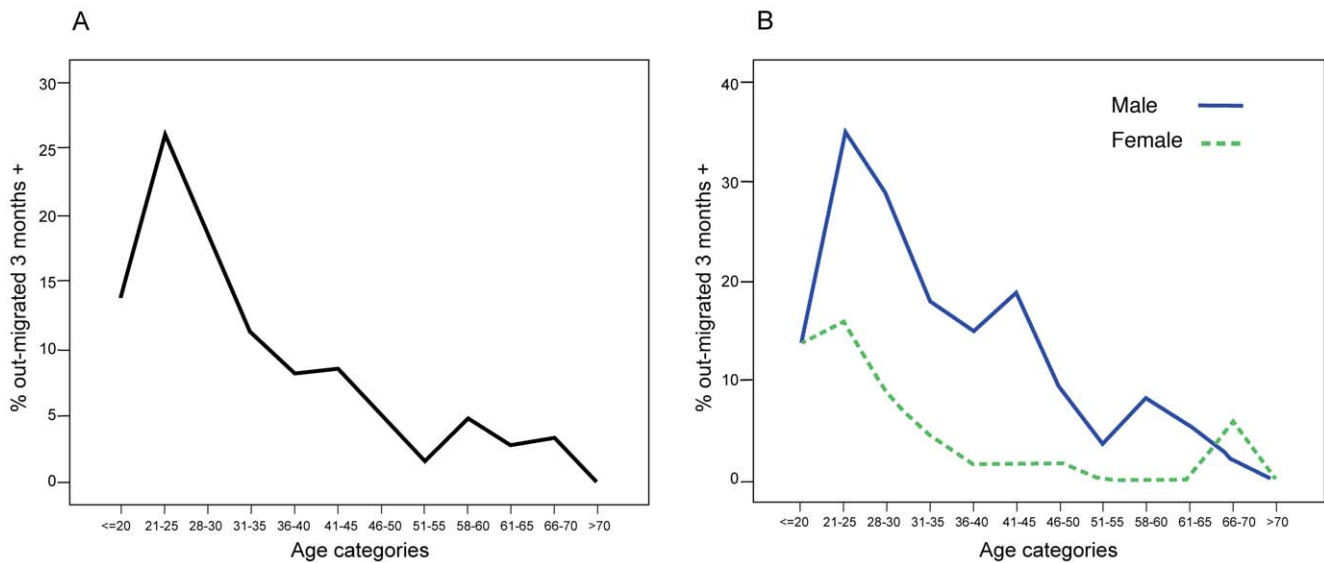 A
% out-migrated 3 months +
30
25
20
15
10
5
0
<=20 21-25 28-30 31-35 36-40 41-45 46-50 51-55 58-60 61-65 66-70 >70
Age categories
B
% out-migrated 3 months +
40
30
20
10
0
Male
Female
<=20 21-25 28-30 31-35 36-40 41-45 46-50 51-55 58-60 61-65 66-70 >70
Age categories